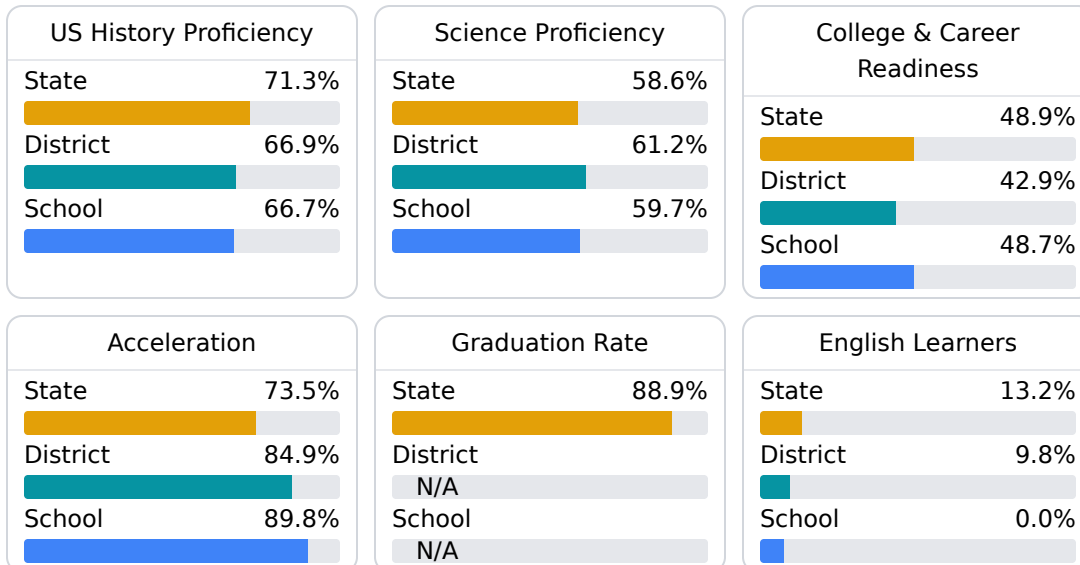 US History Proficiency
State 71.3%
District 66.9%
School 66.7%
Science Proficiency
State 58.6%
District 61.2%
School 59.7%
College & Career
Readiness
State 48.9%
District 42.9%
School 48.7%
Acceleration
State 73.5%
District 84.9%
School 89.8%
Graduation Rate
State 88.9%
District
N/A
School
N/A
English Learners
State 13.2%
District 9.8%
School 0.0%